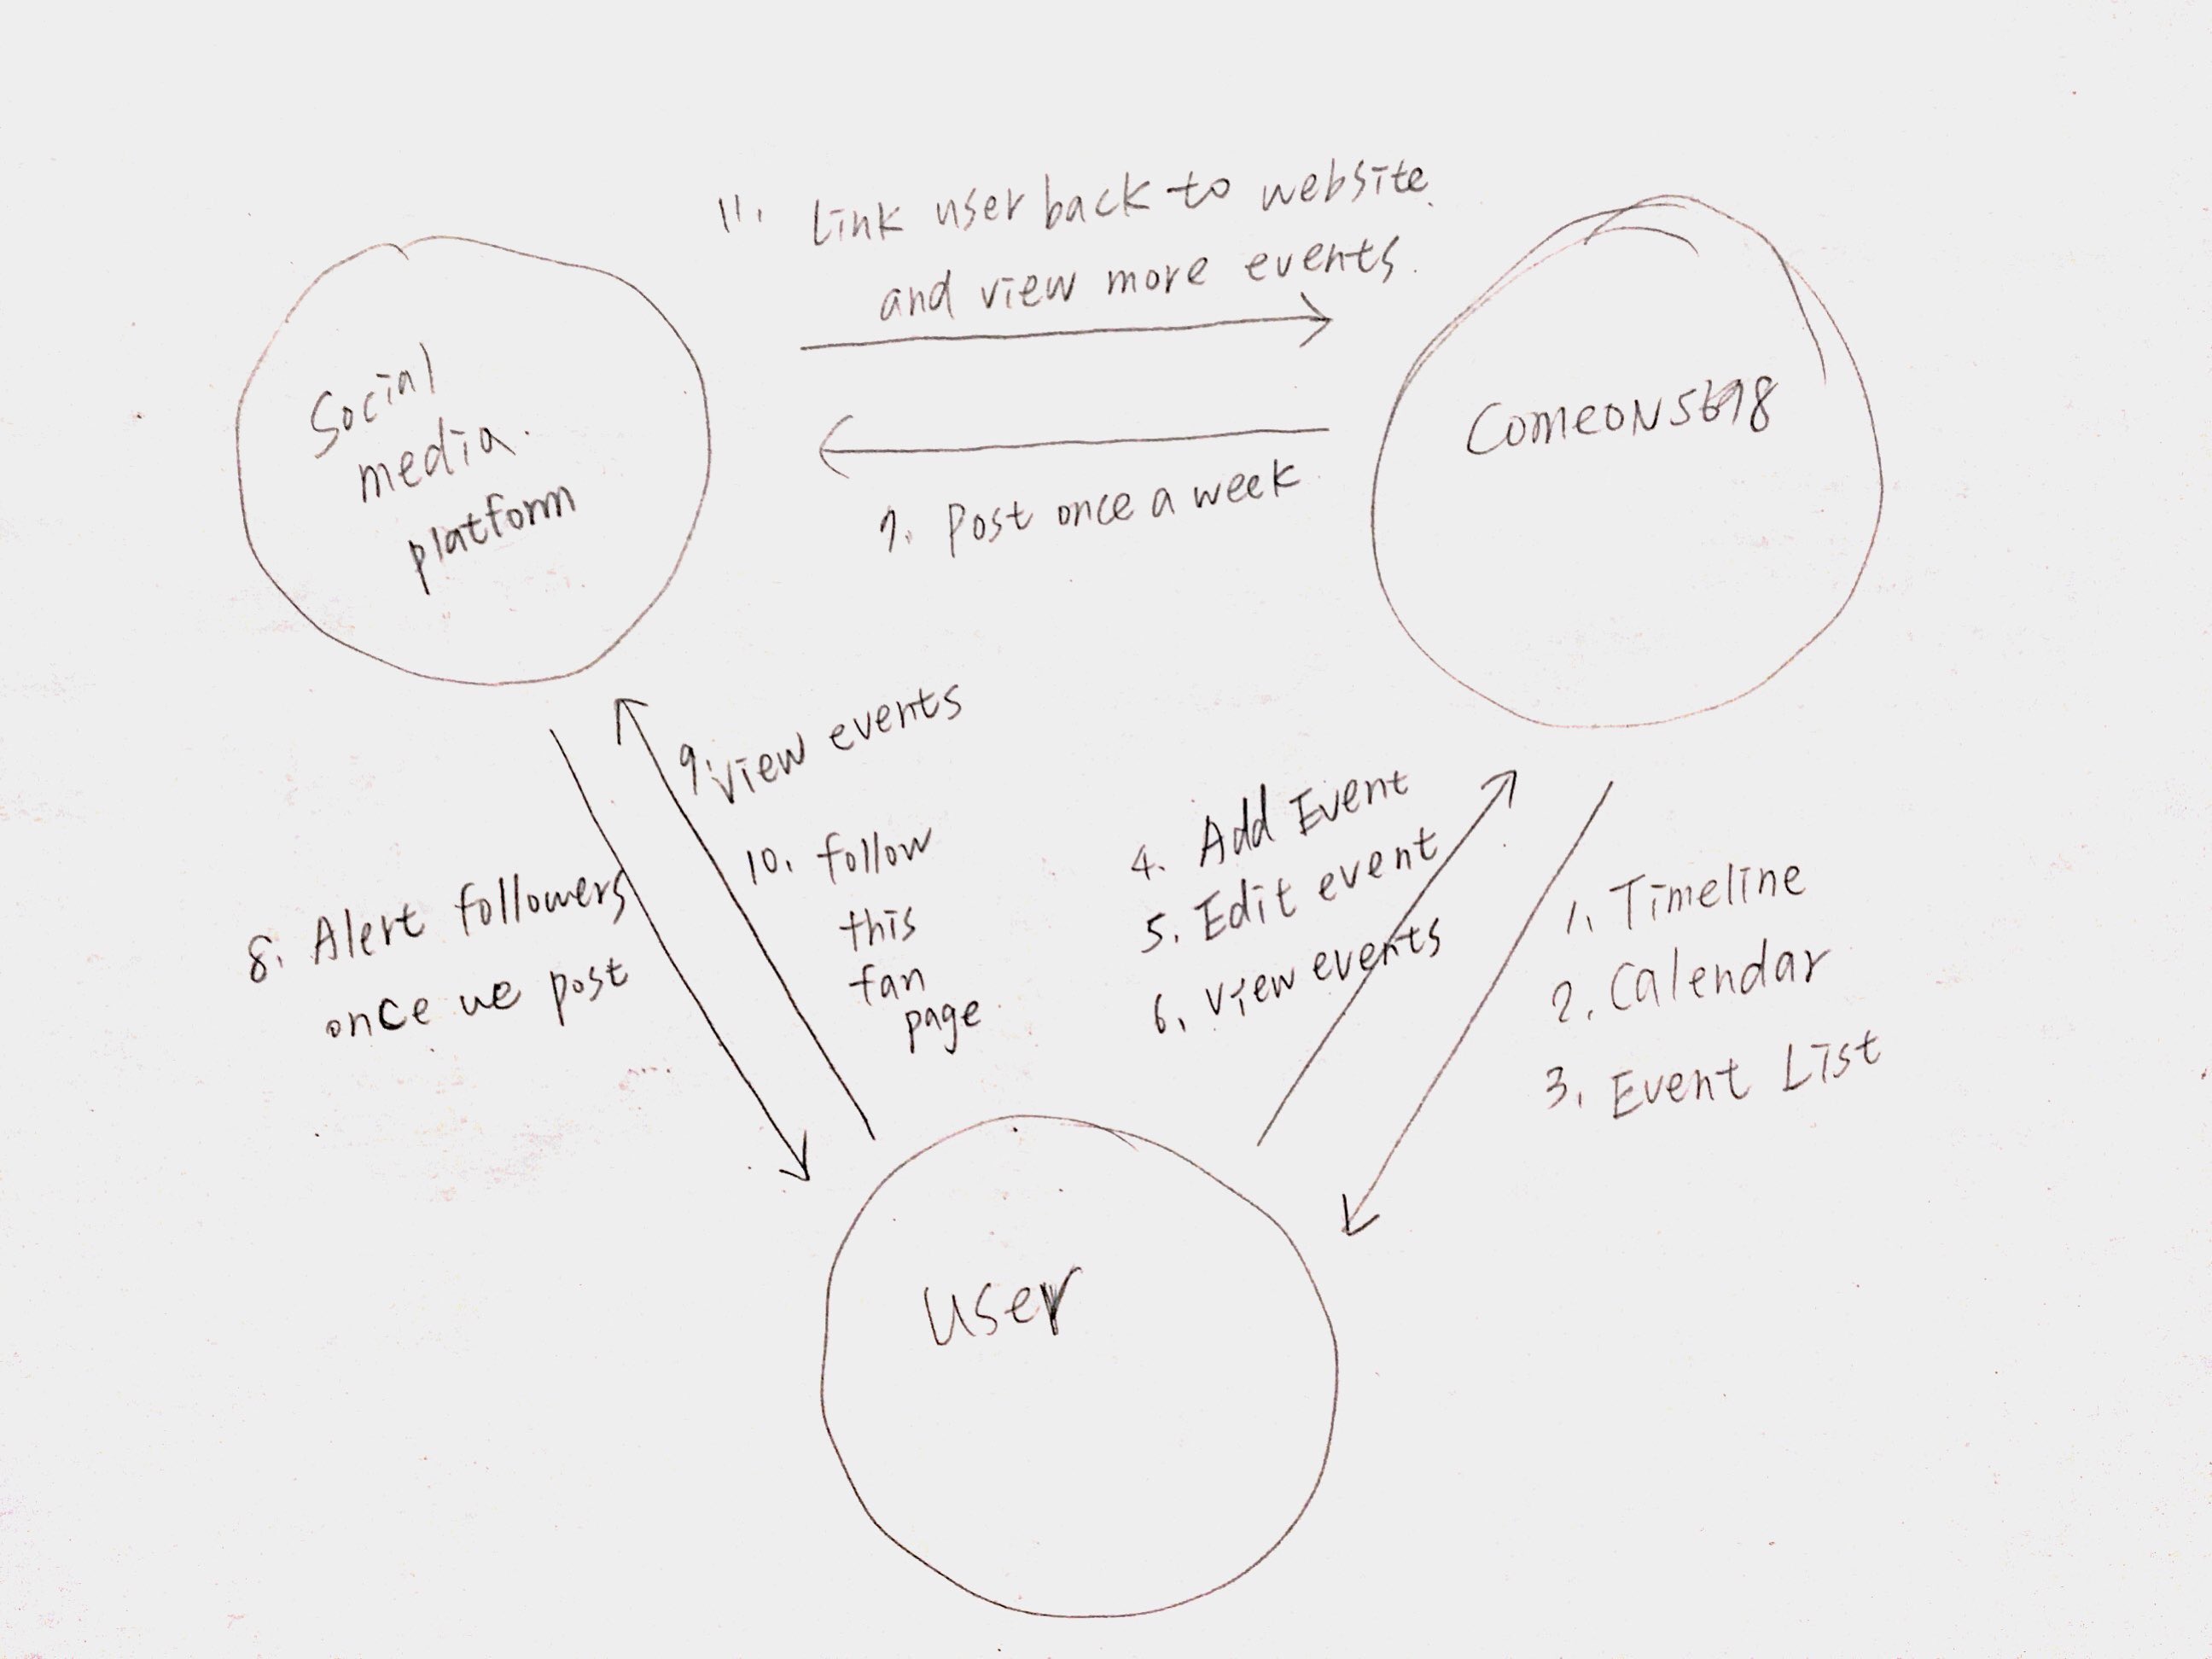 11. Link user back to website.
and view more events.
Social
media.
platform
7. Post once a week
9. View events
10. follow
this
fan
page.
8. Alert followers
once we post
4. Add Event
5. Edit event
6. View events
1. Timeline
2. Calendar
3. Event List
User